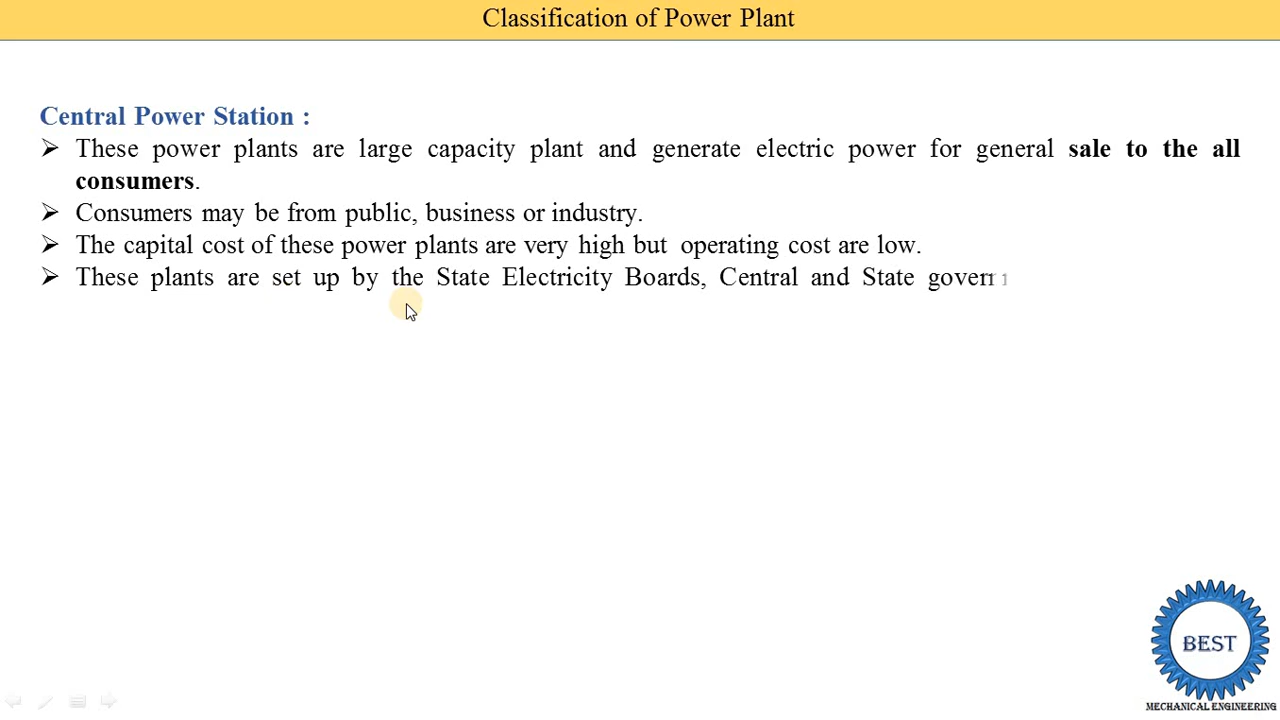 Classification of Power Plant
Central Power Station :
➢ These power plants are large capacity plant and generate electric power for general sale to the all
consumers.
➢ Consumers may be from public, business or industry.
➢ The capital cost of these power plants are very high but operating cost are low.
➢ These plants are set up by the State Electricity Boards, Central and State
BEST
MECHANICAL ENGINEERING